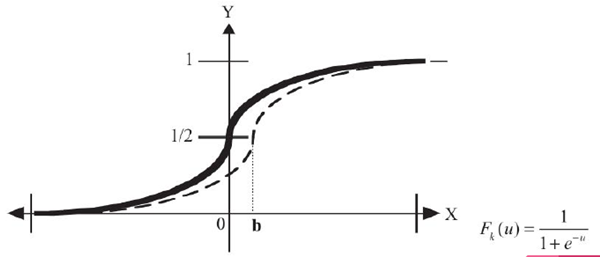 Y
1
1/2
0
b
X
F_k(u) = 1 / (1 + e^{-u})